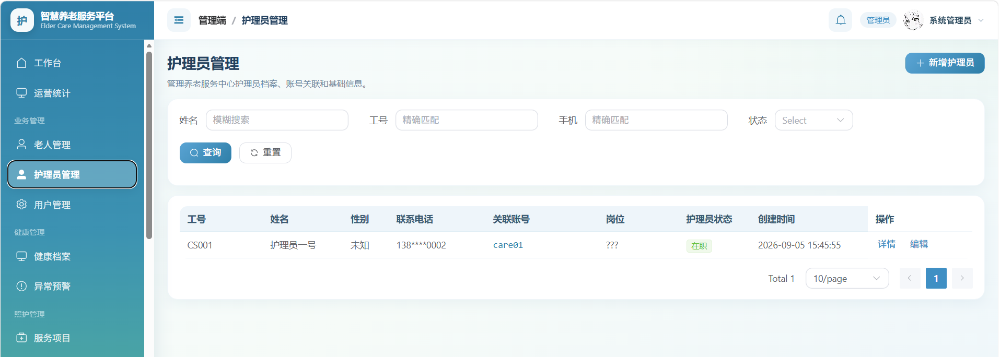 护
智慧养老服务平台
Elder Care Management System
管理端 / 护理员管理
管理员
系统管理员
工作台
运营统计
业务管理
老人管理
护理员管理
用户管理
健康管理
健康档案
异常预警
照护管理
服务项目
护理员管理
新增护理员
管理养老服务中心护理员档案、账号关联和基础信息。
姓名 模糊搜索 工号 精确匹配 手机 精确匹配 状态 Select
查询 重置
工号 姓名 性别 联系电话 关联账号 岗位 护理员状态 创建时间 操作
CS001 护理员一号 未知 138****0002 care01 ??? 在职 2026-09-05 15:45:55 详情 编辑
Total 1 10/page 1